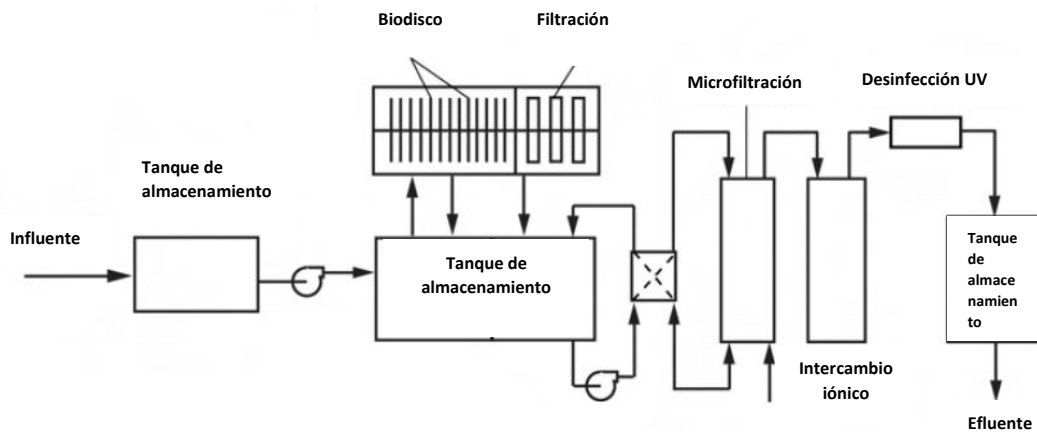 Biodisco
Filtración
Microfiltración
Desinfección UV
Tanque de
almacenamiento
Influente
Tanque de
almacenamiento
Tanque
de
almace
namien
to
Intercambio
iónico
Efluente